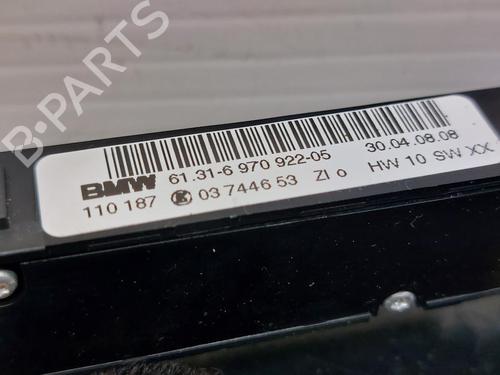 B-PARTS
BMW 61.31-6 970 922-05 30.04.08.08
110 187 K 03 7446 53 ZI o HW 10 SW XX